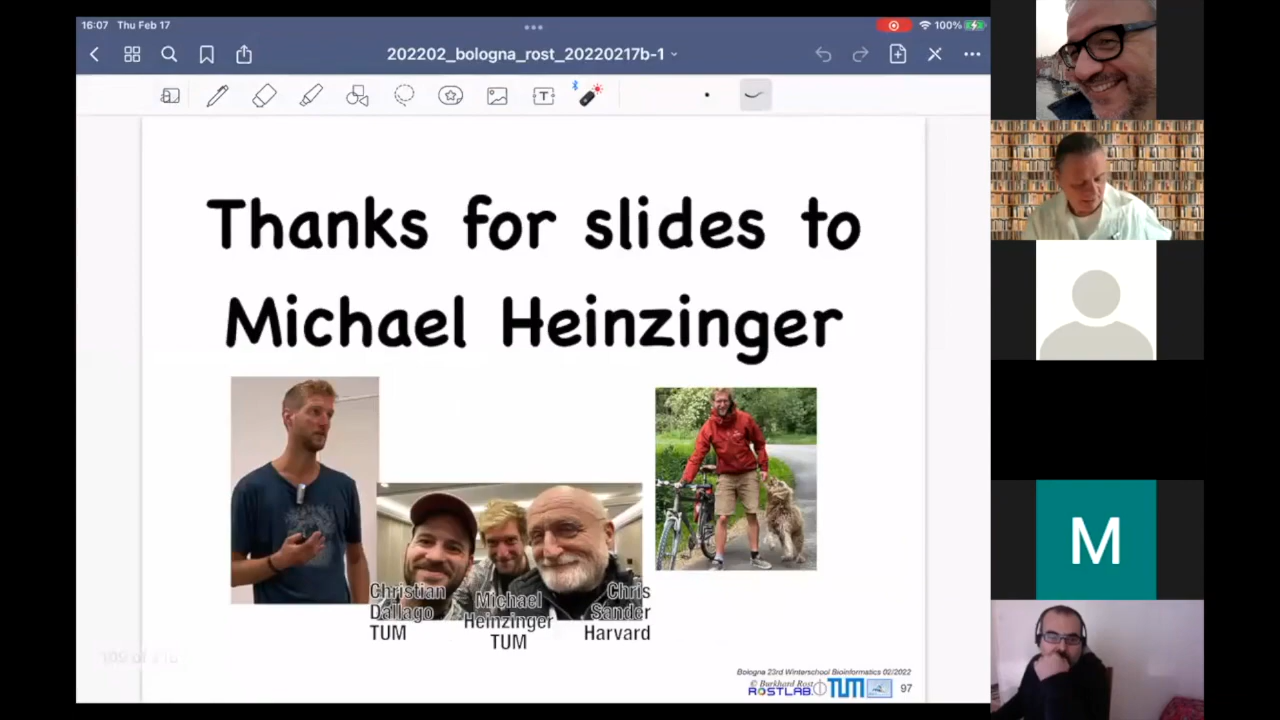 16:07 Thu Feb 17
100%
202202_bologna_rost_20220217b-1
T
Thanks for slides to
Michael Heinzinger
Christian
Dallago
TUM
Michael
Heinzinger
TUM
Chris
Sander
Harvard
Bologna 23rd Winterschool Bioinformatics 02/2022
© Burkhard Rost
ROSTLAB
TUM
97
M